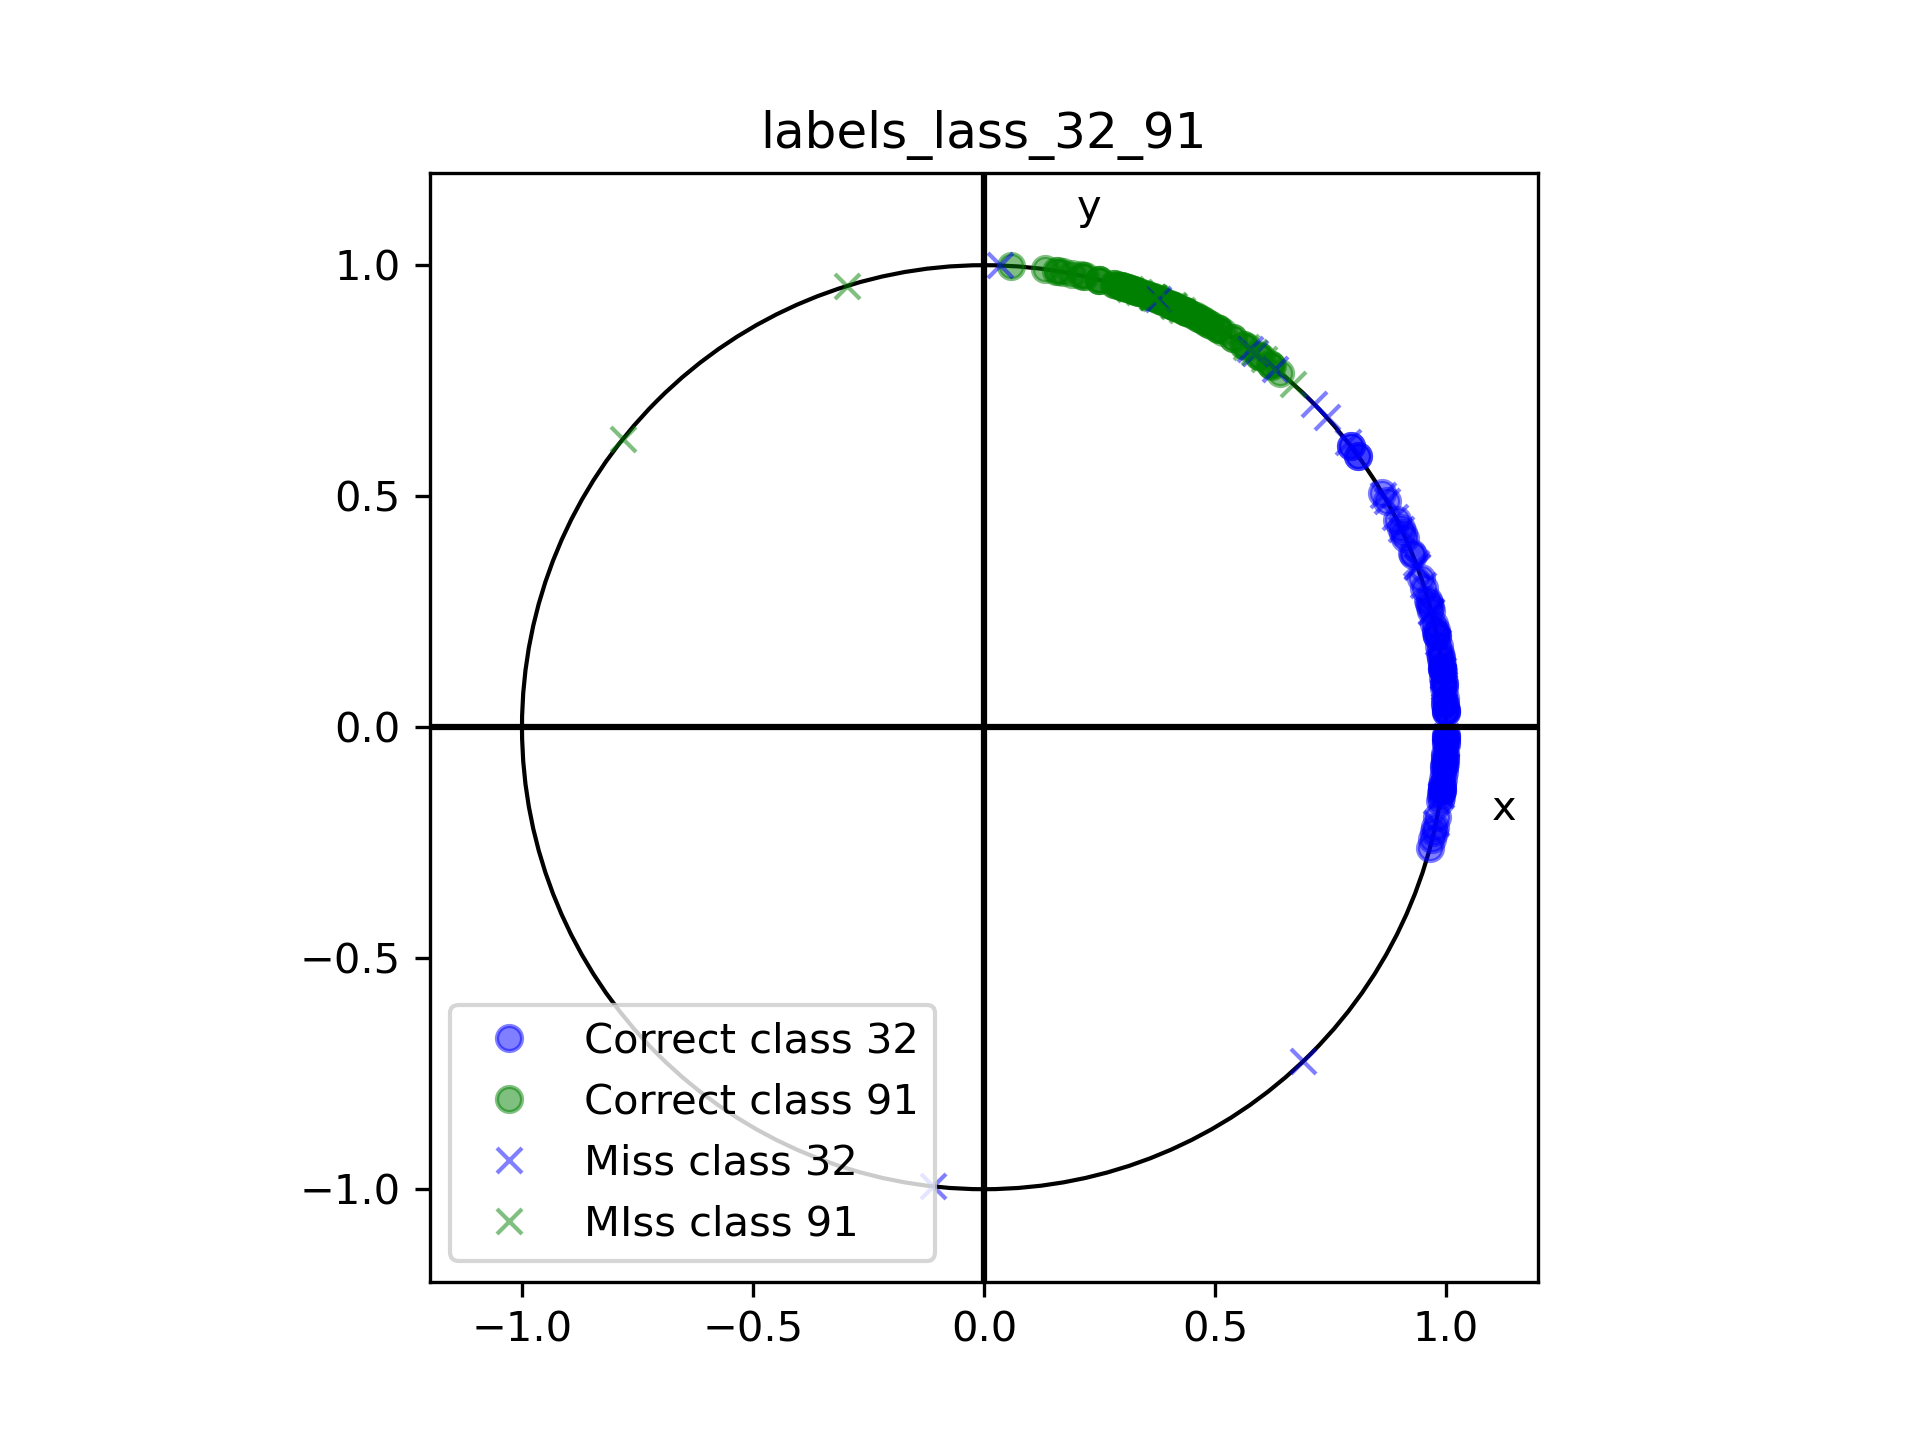 labels_lass_32_91
y
1.0
0.5
0.0
−0.5
−1.0
x
Correct class 32
Correct class 91
Miss class 32
MIss class 91
−1.0 −0.5 0.0 0.5 1.0